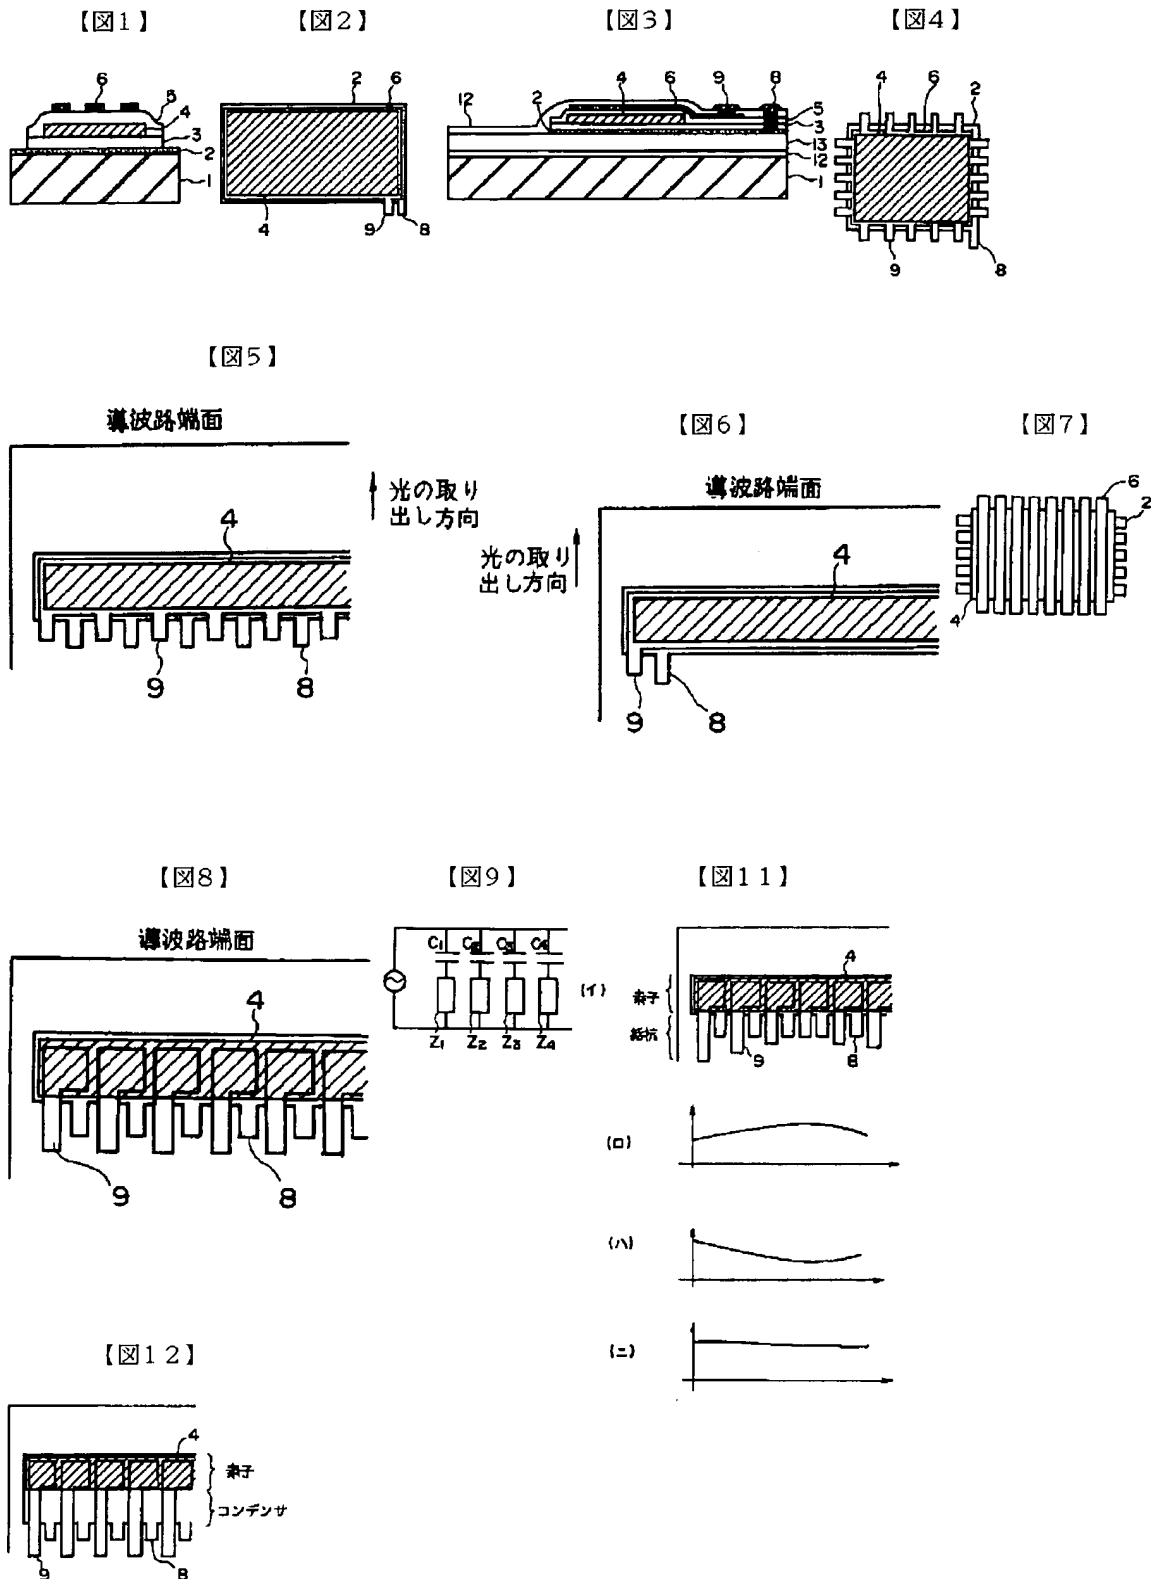 【図1】
【図2】
【図3】
【図4】
6
5
4
3
2
1
2
6
4
9
8
12
2
4
6
9
8
5
3
13
12
1
4
6
2
9
8
【図5】
導波路端面
光の取り
出し方向
4
9
8
【図6】
導波路端面
光の取り
出し方向
4
9
8
【図7】
6
2
4
【図8】
導波路端面
4
9
8
【図9】
C1 C2 C3 C4
Z1 Z2 Z3 Z4
【図11】
(イ)
素子
抵抗
4
9
8
(ロ)
(ハ)
(ニ)
【図12】
4
素子
コンデンサ
9
8